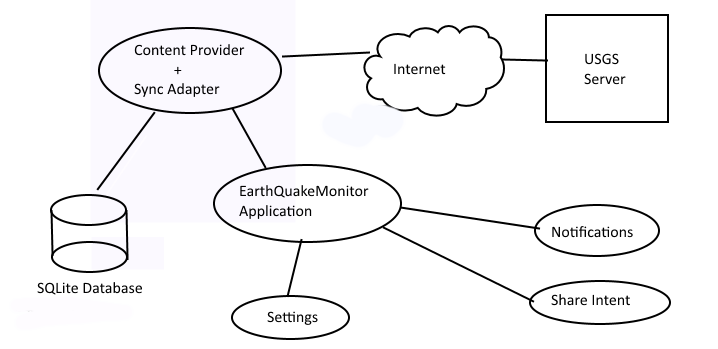 Content Provider
+
Sync Adapter
Internet
USGS
Server
EarthQuakeMonitor
Application
Notifications
SQLite Database
Share Intent
Settings